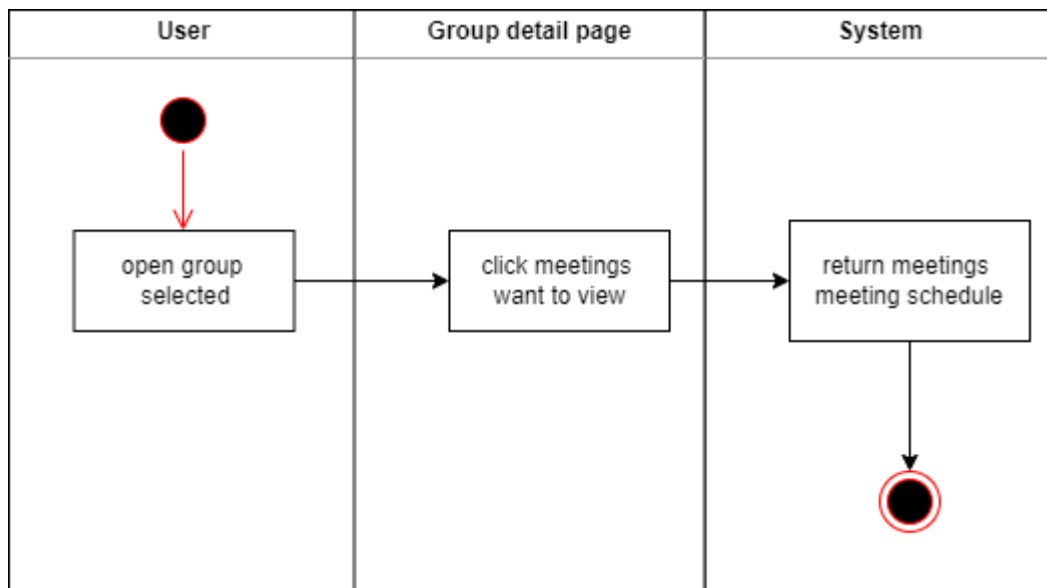 User
Group detail page
System
open group
selected
click meetings
want to view
return meetings
meeting schedule